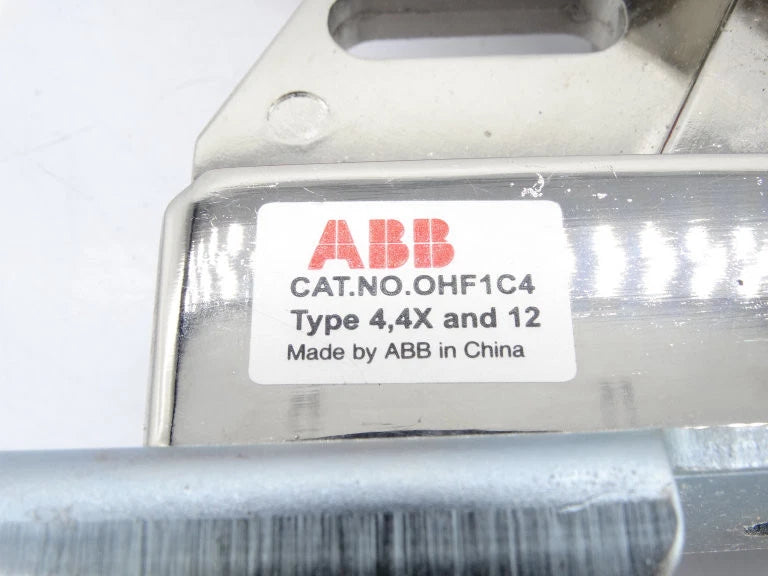 ABB
CAT.NO.OHF1C4
Type 4,4X and 12
Made by ABB in China